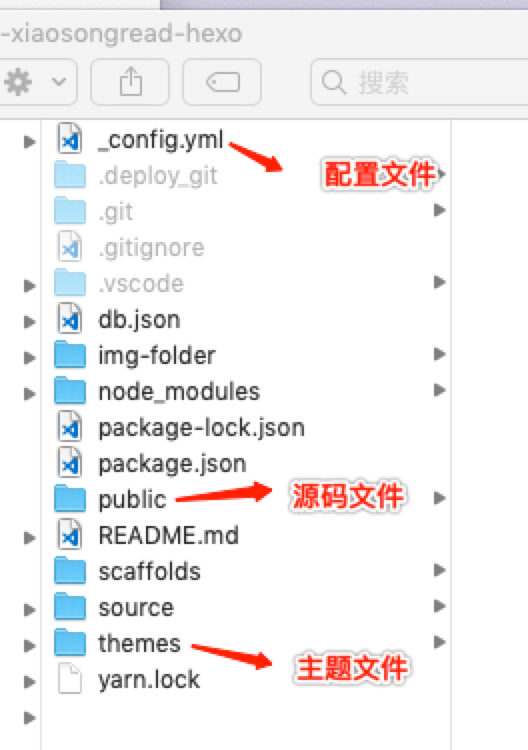 -xiaosongread-hexo
搜索
_config.yml
配置文件
.deploy_git
.git
.gitignore
.vscode
db.json
img-folder
node_modules
package-lock.json
package.json
public
源码文件
README.md
scaffolds
source
themes
主题文件
yarn.lock